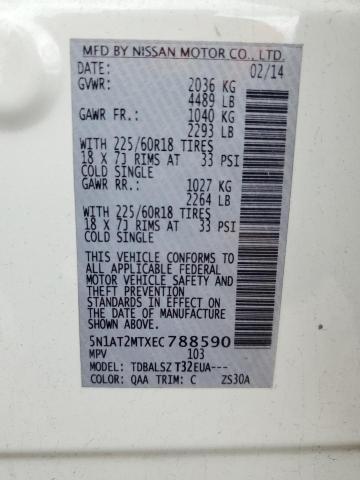 MFD BY NISSAN MOTOR CO., LTD.
DATE: 02/14
GVWR: 2036 KG
4489 LB
GAWR FR.: 1040 KG
2293 LB
WITH 225/60R18 TIRES
18 X 7J RIMS AT 33 PSI
COLD SINGLE
GAWR RR.: 1027 KG
2264 LB
WITH 225/60R18 TIRES
18 X 7J RIMS AT 33 PSI
COLD SINGLE
THIS VEHICLE CONFORMS TO
ALL APPLICABLE FEDERAL
MOTOR VEHICLE SAFETY AND
THEFT PREVENTION
STANDARDS IN EFFECT ON THE
DATE OF MANUFACTURE SHOWN
ABOVE.
5N1AT2MTXEC788590
MPV 103
MODEL: TDBALSZ T32EUA---
COLOR: QAA TRIM: C ZS30A